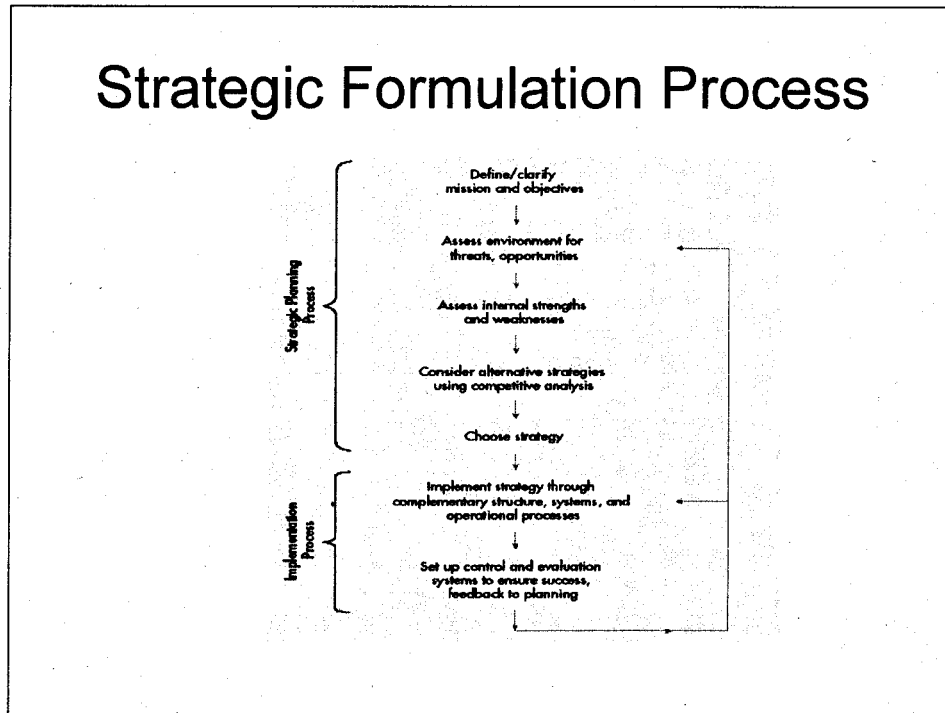 Strategic Formulation Process
Define/clarify
mission and objectives
Assess environment for
threats, opportunities
Assess internal strengths
and weaknesses
Consider alternative strategies
using competitive analysis
Choose strategy
Implement strategy through
complementary structure, systems, and
operational processes
Set up control and evaluation
systems to ensure success,
feedback to planning
Strategic Planning
Process
Implementation
Process